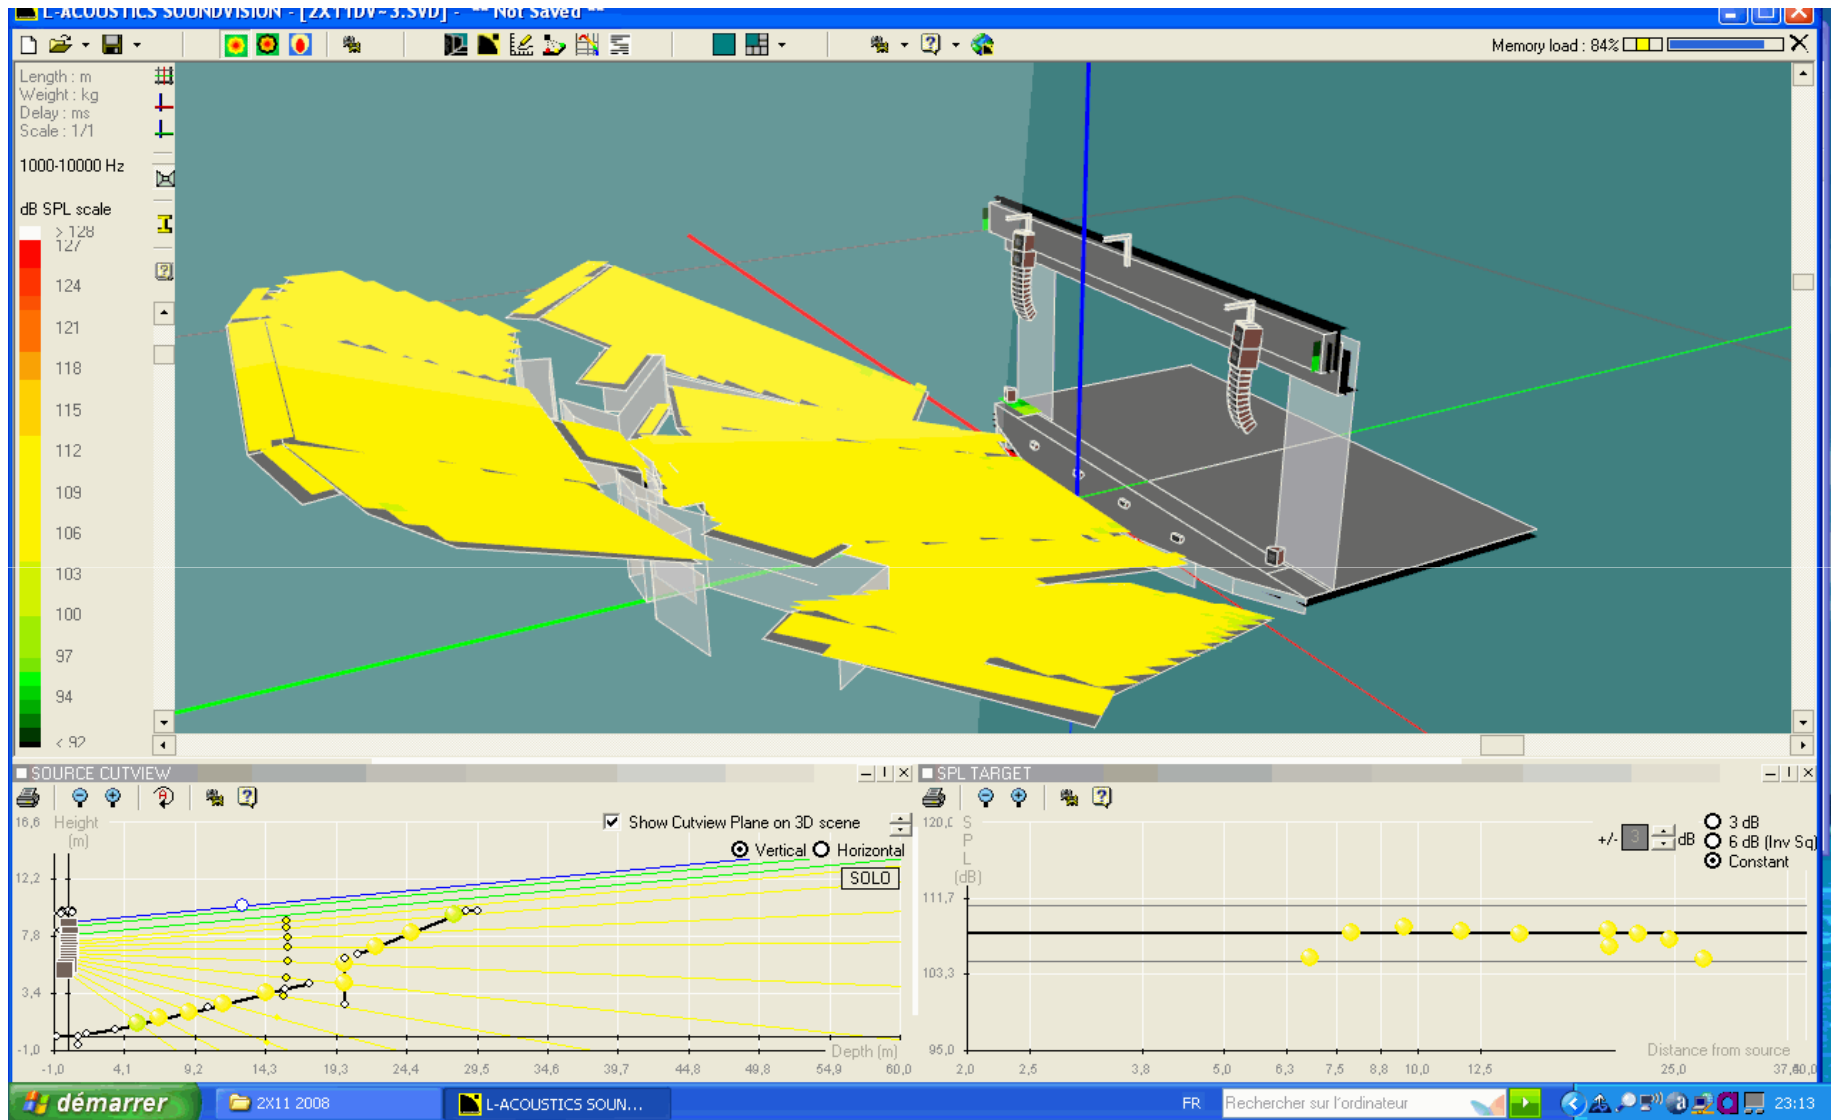 L-ACOUSTICS SOUNDVISION - [2X11DV~3.SVD] - ** Not Saved **
Memory load : 84%
Length : m
Weight : kg
Delay : ms
Scale : 1/1
1000-10000 Hz
dB SPL scale
> 128
127
124
121
118
115
112
109
106
103
100
97
94
< 92
SOURCE CUTVIEW
16,6 Height (m)
Show Cutview Plane on 3D scene
Vertical Horizontal
SOLO
12,2
7,8
3,4
-1,0
Depth (m)
-1,0 4,1 9,2 14,3 19,3 24,4 29,5 34,6 39,7 44,8 49,8 54,9 60,0
SPL TARGET
120,0 S P L (dB)
+/- 3 dB
3 dB
6 dB (Inv Sq)
Constant
111,7
103,3
95,0
Distance from source
2,0 2,5 3,8 5,0 6,3 7,5 8,8 10,0 12,5 25,0
démarrer
2X11 2008
L-ACOUSTICS SOUN...
FR
Rechercher sur l'ordinateur
23:13